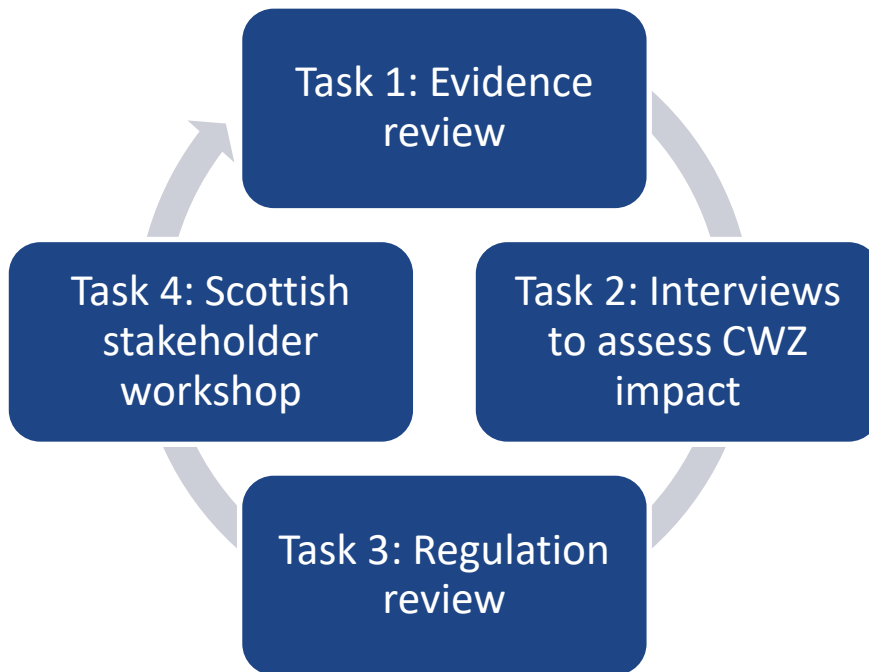 Task 1: Evidence
review
Task 4: Scottish
stakeholder
workshop
Task 2: Interviews
to assess CWZ
impact
Task 3: Regulation
review